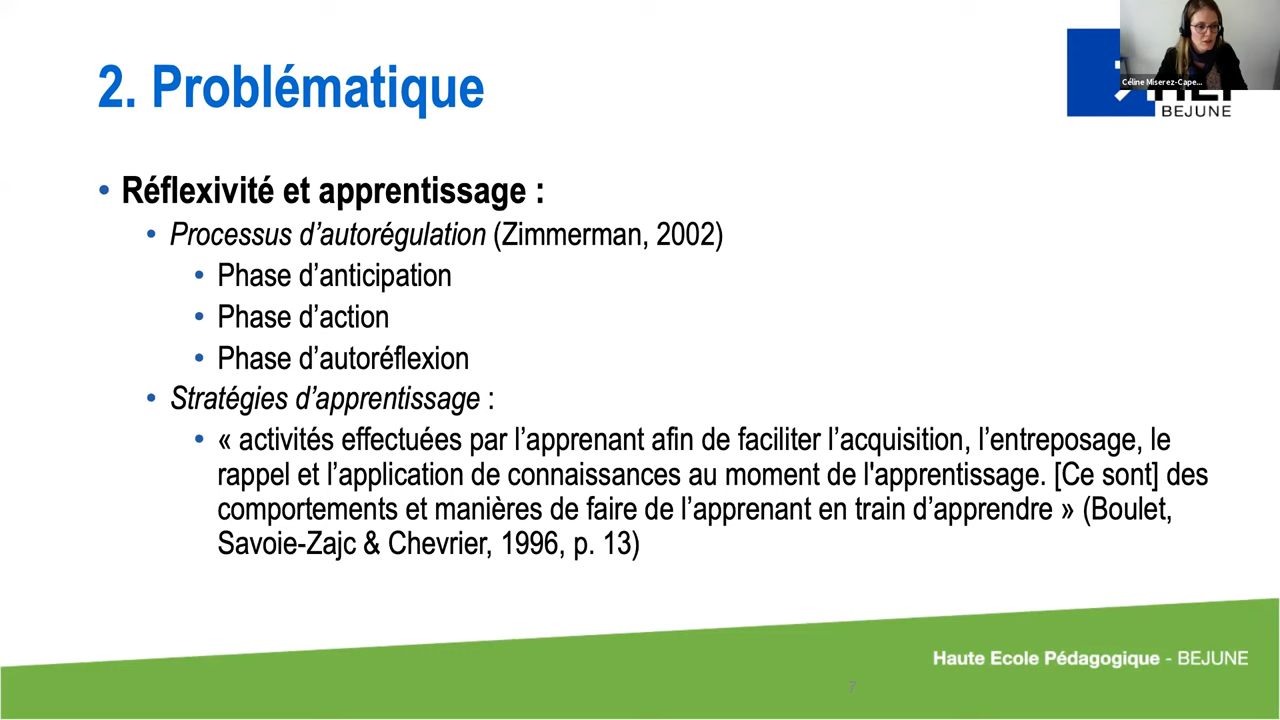 Céline Miserez-Cape...
BEJUNE
2. Problématique
• Réflexivité et apprentissage :
• Processus d’autorégulation (Zimmerman, 2002)
• Phase d’anticipation
• Phase d’action
• Phase d’autoréflexion
• Stratégies d’apprentissage :
• « activités effectuées par l’apprenant afin de faciliter l’acquisition, l’entreposage, le
rappel et l’application de connaissances au moment de l'apprentissage. [Ce sont] des
comportements et manières de faire de l’apprenant en train d’apprendre » (Boulet,
Savoie-Zajc & Chevrier, 1996, p. 13)
Haute Ecole Pédagogique - BEJUNE
7